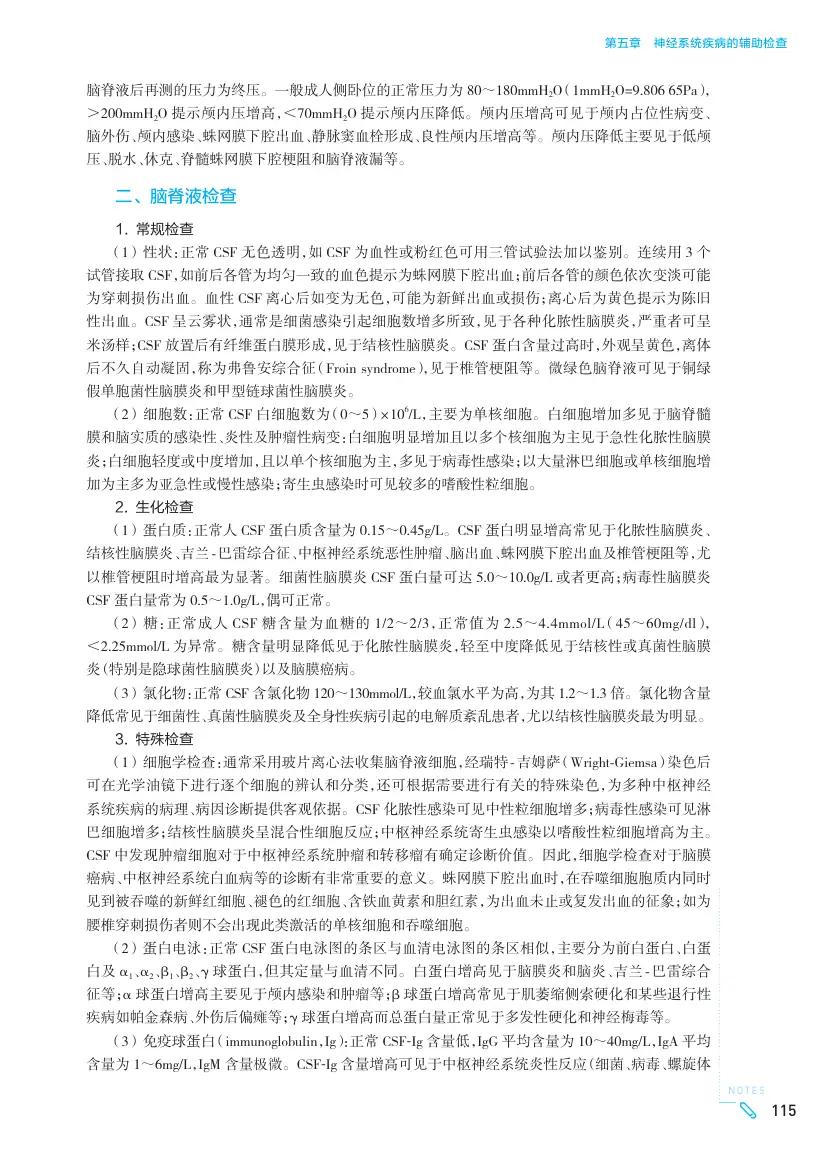 第五章 神经系统疾病的辅助检查
脑脊液后再测的压力为终压。一般成人侧卧位的正常压力为 80～180mmH₂O（1mmH₂O=9.806 65Pa），
＞200mmH₂O 提示颅内压增高，＜70mmH₂O 提示颅内压降低。颅内压增高可见于颅内占位性病变、
脑外伤、颅内感染、蛛网膜下腔出血、静脉窦血栓形成、良性颅内压增高等。颅内压降低主要见于低颅
压、脱水、休克、脊髓蛛网膜下腔梗阻和脑脊液漏等。
二、脑脊液检查
1. 常规检查
（1）性状：正常 CSF 无色透明，如 CSF 为血性或粉红色可用三管试验法加以鉴别。连续用 3 个
试管接取 CSF，如前后各管为均匀一致的血色提示为蛛网膜下腔出血；前后各管的颜色依次变淡可能
为穿刺损伤出血。血性 CSF 离心后如变为无色，可能为新鲜出血或损伤；离心后为黄色提示为陈旧
性出血。CSF 呈云雾状，通常是细菌感染引起细胞数增多所致，见于各种化脓性脑膜炎，严重者可呈
米汤样；CSF 放置后有纤维蛋白膜形成，见于结核性脑膜炎。CSF 蛋白含量过高时，外观呈黄色，离体
后不久自动凝固，称为弗鲁安综合征（Froin syndrome），见于椎管梗阻等。微绿色脑脊液可见于铜绿
假单胞菌性脑膜炎和甲型链球菌性脑膜炎。
（2）细胞数：正常 CSF 白细胞数为（0～5）×10⁶/L，主要为单核细胞。白细胞增加多见于脑脊髓
膜和脑实质的感染性、炎性及肿瘤性病变：白细胞明显增加且以多个核细胞为主见于急性化脓性脑膜
炎；白细胞轻度或中度增加，且以单个核细胞为主，多见于病毒性感染；以大量淋巴细胞或单核细胞增
加为主多为亚急性或慢性感染；寄生虫感染时可见较多的嗜酸性粒细胞。
2. 生化检查
（1）蛋白质：正常人 CSF 蛋白质含量为 0.15～0.45g/L。CSF 蛋白明显增高常见于化脓性脑膜炎、
结核性脑膜炎、吉兰-巴雷综合征、中枢神经系统恶性肿瘤、脑出血、蛛网膜下腔出血及椎管梗阻等，尤
以椎管梗阻时增高最为显著。细菌性脑膜炎 CSF 蛋白量可达 5.0～10.0g/L 或者更高；病毒性脑膜炎
CSF 蛋白量常为 0.5～1.0g/L，偶可正常。
（2）糖：正常成人 CSF 糖含量为血糖的 1/2～2/3，正常值为 2.5～4.4mmol/L（45～60mg/dl），
＜2.25mmol/L 为异常。糖含量明显降低见于化脓性脑膜炎，轻至中度降低见于结核性或真菌性脑膜
炎（特别是隐球菌性脑膜炎）以及脑膜癌病。
（3）氯化物：正常 CSF 含氯化物 120～130mmol/L，较血氯水平为高，为其 1.2～1.3 倍。氯化物含量
降低常见于细菌性、真菌性脑膜炎及全身性疾病引起的电解质紊乱患者，尤以结核性脑膜炎最为明显。
3. 特殊检查
（1）细胞学检查：通常采用玻片离心法收集脑脊液细胞，经瑞特-吉姆萨（Wright-Giemsa）染色后
可在光学油镜下进行逐个细胞的辨认和分类，还可根据需要进行有关的特殊染色，为多种中枢神经
系统疾病的病理、病因诊断提供客观依据。CSF 化脓性感染可见中性粒细胞增多；病毒性感染可见淋
巴细胞增多；结核性脑膜炎呈混合性细胞反应；中枢神经系统寄生虫感染以嗜酸性粒细胞增高为主。
CSF 中发现肿瘤细胞对于中枢神经系统肿瘤和转移瘤有确定诊断价值。因此，细胞学检查对于脑膜
癌病、中枢神经系统白血病等的诊断有非常重要的意义。蛛网膜下腔出血时，在吞噬细胞胞质内同时
见到被吞噬的新鲜红细胞、褪色的红细胞、含铁血黄素和胆红素，为出血未止或复发出血的征象；如为
腰椎穿刺损伤者则不会出现此类激活的单核细胞和吞噬细胞。
（2）蛋白电泳：正常 CSF 蛋白电泳图的条区与血清电泳图的条区相似，主要分为前白蛋白、白蛋
白及 α₁、α₂、β₁、β₂、γ 球蛋白，但其定量与血清不同。白蛋白增高见于脑膜炎和脑炎、吉兰-巴雷综合
征等；α 球蛋白增高主要见于颅内感染和肿瘤等；β 球蛋白增高常见于肌萎缩侧索硬化和某些退行性
疾病如帕金森病、外伤后偏瘫等；γ 球蛋白增高而总蛋白量正常见于多发性硬化和神经梅毒等。
（3）免疫球蛋白（immunoglobulin，Ig）：正常 CSF-Ig 含量低，IgG 平均含量为 10～40mg/L，IgA 平均
含量为 1～6mg/L，IgM 含量极微。CSF-Ig 含量增高可见于中枢神经系统炎性反应（细菌、病毒、螺旋体
NOTES
115